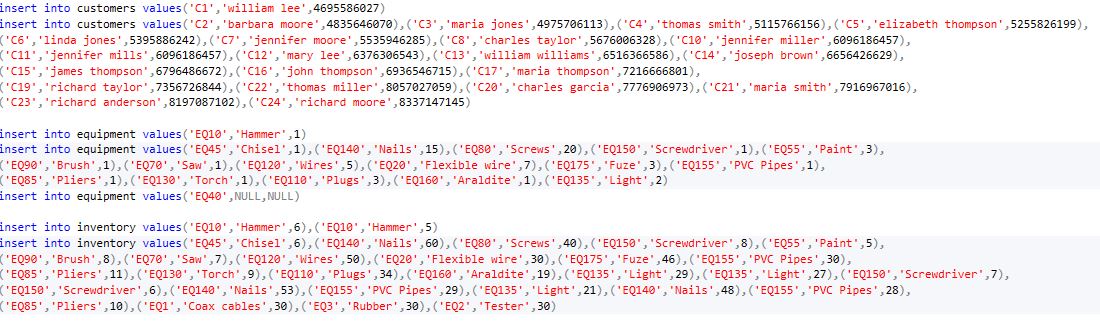 insert into customers values('C1','william lee',4695586027)
insert into customers values('C2','barbara moore',4835646070),('C3','maria jones',4975706113),('C4','thomas smith',5115766156),('C5','elizabeth thompson',5255826199),
('C6','linda jones',5395886242),('C7','jennifer moore',5535946285),('C8','charles taylor',5676006328),('C10','jennifer miller',6096186457),
('C11','jennifer mills',6096186457),('C12','mary lee',6376306543),('C13','william williams',6516366586),('C14','joseph brown',6656426629),
('C15','james thompson',6796486672),('C16','john thompson',6936546715),('C17','maria thompson',7216666801),
('C19','richard taylor',7356726844),('C22','thomas miller',8057027059),('C20','charles garcia',7776906973),('C21','maria smith',7916967016),
('C23','richard anderson',8197087102),('C24','richard moore',8337147145)
insert into equipment values('EQ10','Hammer',1)
insert into equipment values('EQ45','Chisel',1),('EQ140','Nails',15),('EQ80','Screws',20),('EQ150','Screwdriver',1),('EQ55','Paint',3),
('EQ90','Brush',1),('EQ70','Saw',1),('EQ120','Wires',5),('EQ20','Flexible wire',7),('EQ175','Fuze',3),('EQ155','PVC Pipes',1),
('EQ85','Pliers',1),('EQ130','Torch',1),('EQ110','Plugs',3),('EQ160','Araldite',1),('EQ135','Light',2)
insert into equipment values('EQ40',NULL,NULL)
insert into inventory values('EQ10','Hammer',6),('EQ10','Hammer',5)
insert into inventory values('EQ45','Chisel',6),('EQ140','Nails',60),('EQ80','Screws',40),('EQ150','Screwdriver',8),('EQ55','Paint',5),
('EQ90','Brush',8),('EQ70','Saw',7),('EQ120','Wires',50),('EQ20','Flexible wire',30),('EQ175','Fuze',46),('EQ155','PVC Pipes',30),
('EQ85','Pliers',11),('EQ130','Torch',9),('EQ110','Plugs',34),('EQ160','Araldite',19),('EQ135','Light',29),('EQ135','Light',27),('EQ150','Screwdriver',7),
('EQ150','Screwdriver',6),('EQ140','Nails',53),('EQ155','PVC Pipes',29),('EQ135','Light',21),('EQ140','Nails',48),('EQ155','PVC Pipes',28),
('EQ85','Pliers',10),('EQ1','Coax cables',30),('EQ3','Rubber',30),('EQ2','Tester',30)